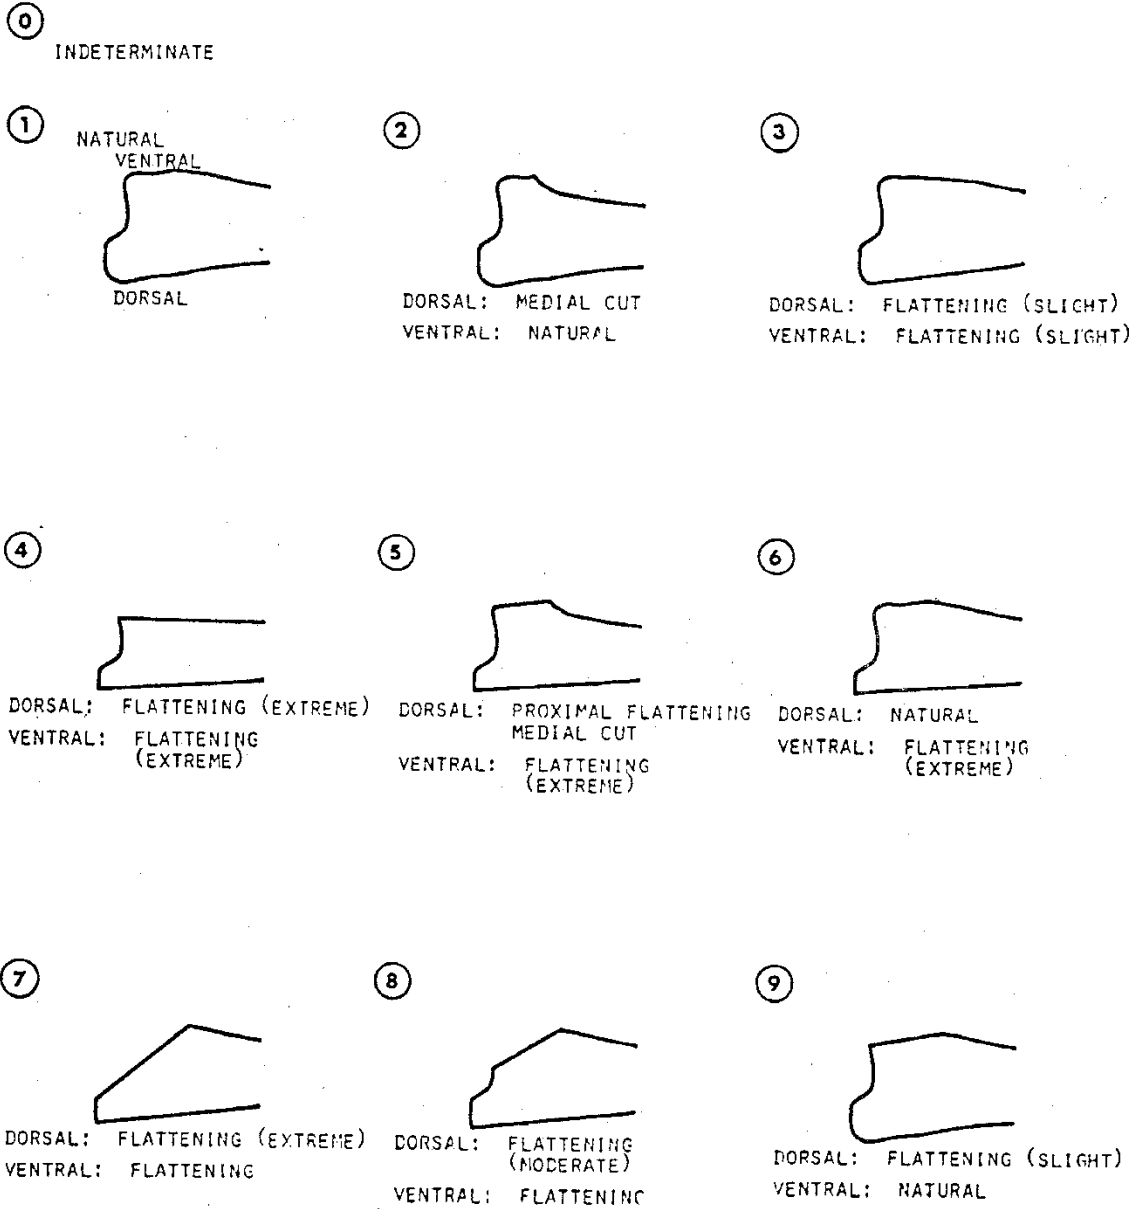 0
INDETERMINATE
1
NATURAL
VENTRAL
DORSAL
2
DORSAL: MEDIAL CUT
VENTRAL: NATURAL
3
DORSAL: FLATTENING (SLIGHT)
VENTRAL: FLATTENING (SLIGHT)
4
DORSAL: FLATTENING (EXTREME)
VENTRAL: FLATTENING
(EXTREME)
5
DORSAL: PROXIMAL FLATTENING
MEDIAL CUT
VENTRAL: FLATTENING
(EXTREME)
6
DORSAL: NATURAL
VENTRAL: FLATTENING
(EXTREME)
7
DORSAL: FLATTENING (EXTREME)
VENTRAL: FLATTENING
8
DORSAL: FLATTENING
(MODERATE)
VENTRAL: FLATTENING
9
DORSAL: FLATTENING (SLIGHT)
VENTRAL: NATURAL